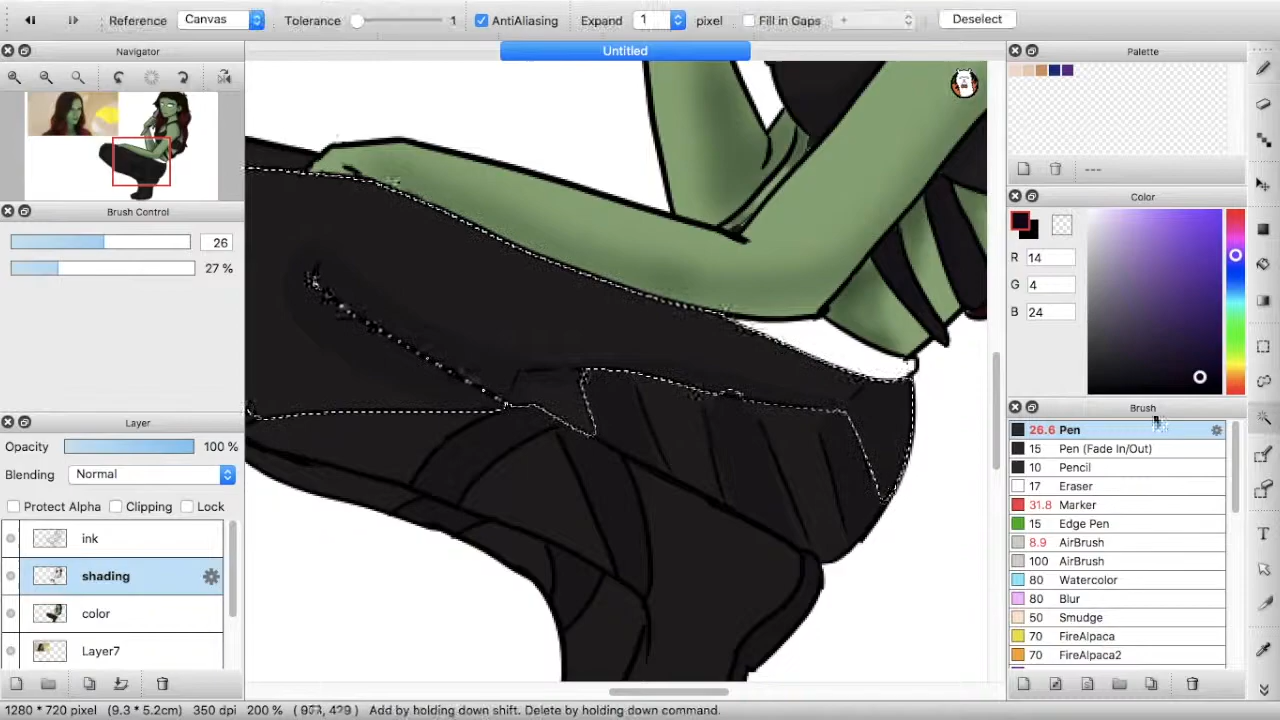 Reference Canvas Tolerance 1 AntiAliasing Expand 1 pixel Fill in Gaps + Deselect
Untitled
Navigator
Brush Control
26
27 %
Layer
Opacity 100 %
Blending Normal
Protect Alpha Clipping Lock
ink
shading
color
Layer7
Palette
---
Color
R 14
G 4
B 24
Brush
26.6 Pen
15 Pen (Fade In/Out)
10 Pencil
17 Eraser
31.8 Marker
15 Edge Pen
8.9 AirBrush
100 AirBrush
80 Watercolor
80 Blur
50 Smudge
70 FireAlpaca
70 FireAlpaca2
T
1280 * 720 pixel (9.3 * 5.2cm) 350 dpi 200 % Add by holding down shift. Delete by holding down command.